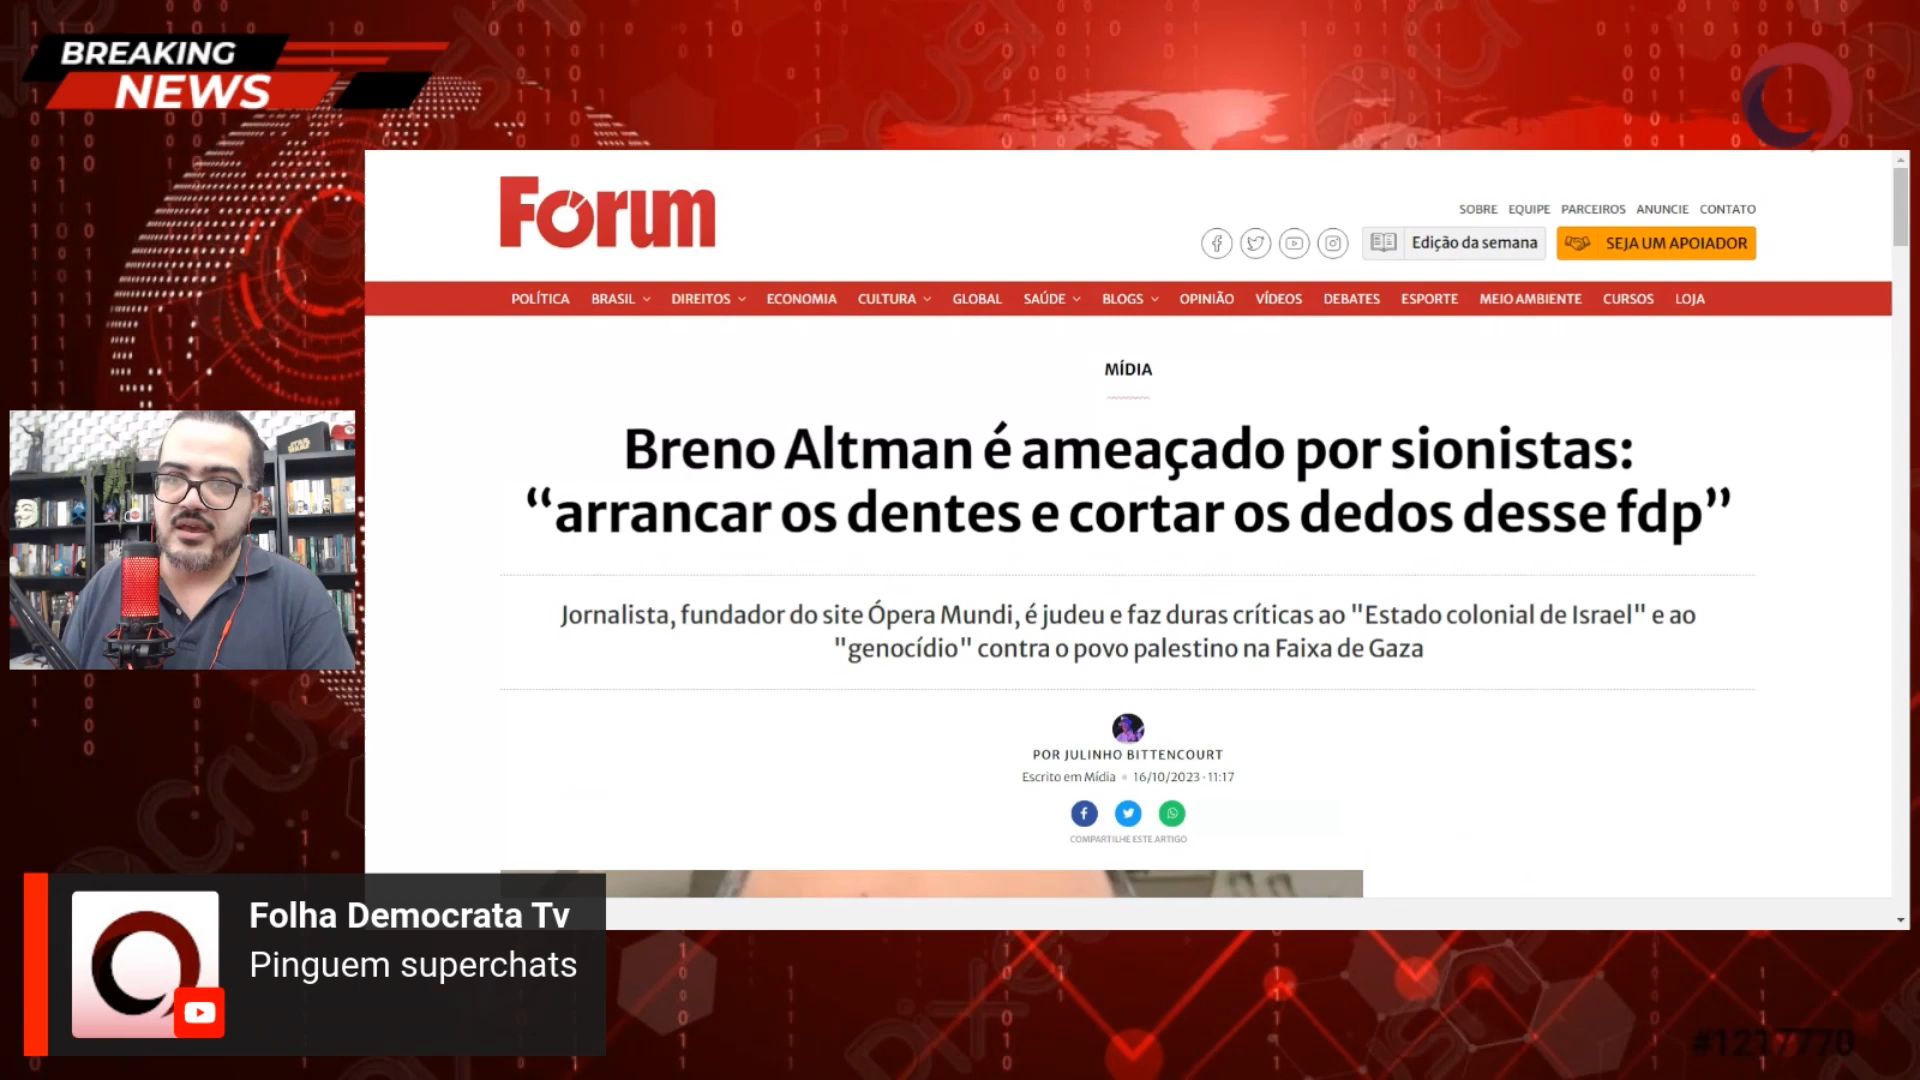 BREAKING
NEWS
Forum
SOBRE EQUIPE PARCEIROS ANUNCIE CONTATO
Edição da semana
SEJA UM APOIADOR
POLÍTICA BRASIL DIREITOS ECONOMIA CULTURA GLOBAL SAÚDE BLOGS OPINIÃO VÍDEOS DEBATES ESPORTE MEIO AMBIENTE CURSOS LOJA
MÍDIA
Breno Altman é ameaçado por sionistas:
“arrancar os dentes e cortar os dedos desse fdp”
Jornalista, fundador do site Ópera Mundi, é judeu e faz duras críticas ao "Estado colonial de Israel" e ao
"genocídio" contra o povo palestino na Faixa de Gaza
POR JULINHO BITTENCOURT
Escrito em Mídia • 16/10/2023 · 11:17
COMPARTILHE ESTE ARTIGO
Folha Democrata Tv
Pinguem superchats